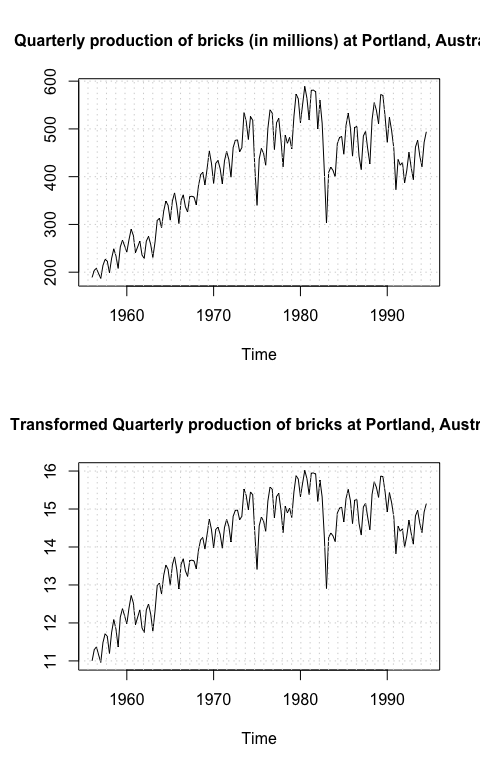 Quarterly production of bricks (in millions) at Portland, Austra
600
500
400
300
200
1960 1970 1980 1990
Time
Transformed Quarterly production of bricks at Portland, Austr
16
15
14
13
12
11
1960 1970 1980 1990
Time